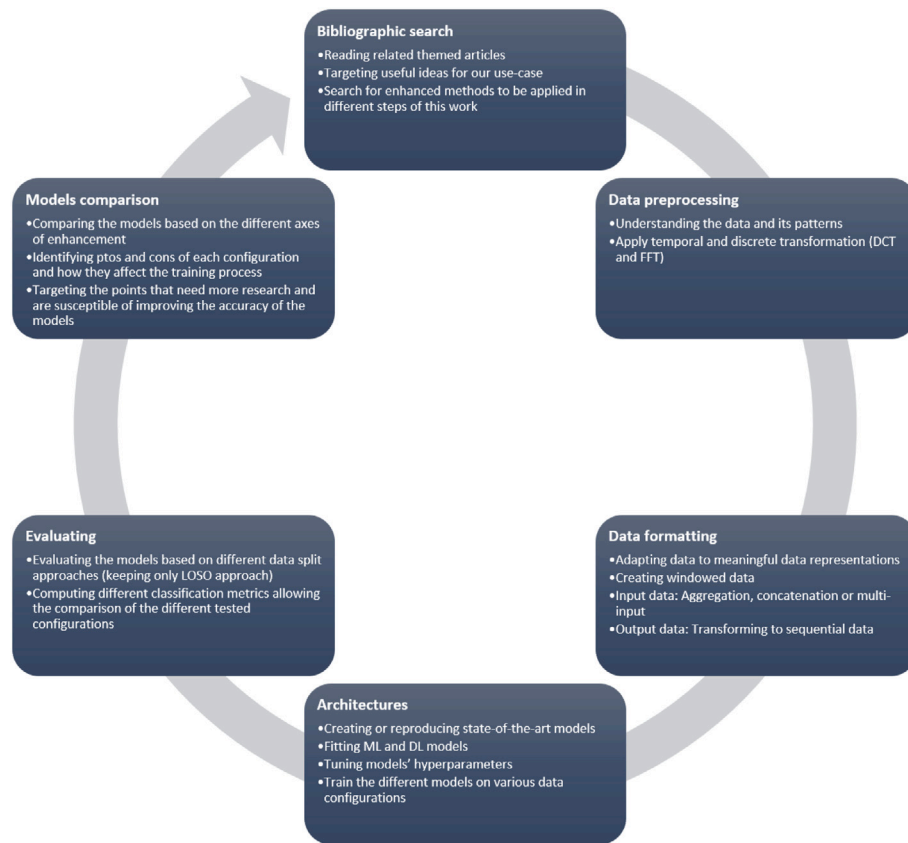 Bibliographic search
•Reading related themed articles
•Targeting useful ideas for our use-case
•Search for enhanced methods to be applied in
different steps of this work
Data preprocessing
•Understanding the data and its patterns
•Apply temporal and discrete transformation (DCT
and FFT)
Data formatting
•Adapting data to meaningful data representations
•Creating windowed data
•Input data: Aggregation, concatenation or multi-
input
•Output data: Transforming to sequential data
Architectures
•Creating or reproducing state-of-the-art models
•Fitting ML and DL models
•Tuning models' hyperparameters
•Train the different models on various data
configurations
Evaluating
•Evaluating the models based on different data split
approaches (keeping only LOSO approach)
•Computing different classification metrics allowing
the comparison of the different tested
configurations
Models comparison
•Comparing the models based on the different axes
of enhancement
•Identifying ptos and cons of each configuration
and how they affect the training process
•Targeting the points that need more research and
are susceptible of improving the accuracy of the
models